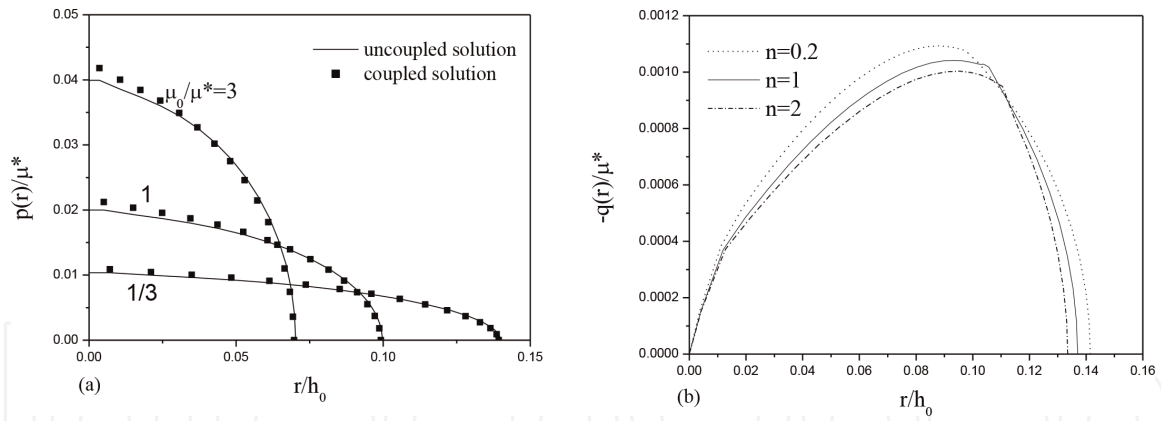 0.05
0.04
0.03
0.02
0.01
0.00
p(r)/μ*
uncoupled solution
coupled solution
μ₀/μ*=3
1
1/3
0.00 0.05 0.10 0.15
r/h₀
(a)
0.0012
0.0010
0.0008
0.0006
0.0004
0.0002
0.0000
-q(r)/μ*
n=0.2
n=1
n=2
0.00 0.02 0.04 0.06 0.08 0.10 0.12 0.14 0.16
r/h₀
(b)